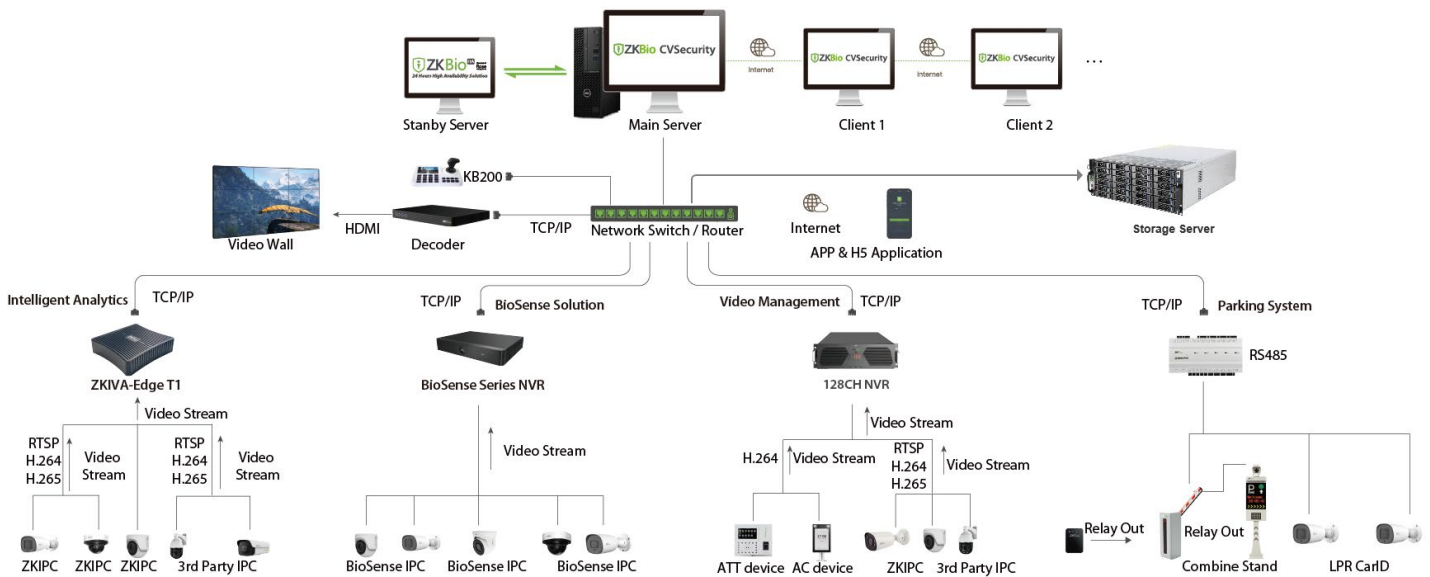 ZKBio
24 Hours High Availability Solution
Stanby Server
ZKBio CVSecurity
Main Server
Internet
ZKBio CVSecurity
Client 1
Internet
ZKBio CVSecurity
Client 2
...
KB200
Video Wall
HDMI
Decoder
TCP/IP
Network Switch / Router
Internet
APP & H5 Application
Storage Server
Intelligent Analytics
TCP/IP
TCP/IP
BioSense Solution
Video Management
TCP/IP
TCP/IP
Parking System
ZKIVA-Edge T1
BioSense Series NVR
128CH NVR
RS485
Video Stream
RTSP
H.264
H.265
Video
Stream
RTSP
H.264
H.265
Video
Stream
ZKIPC
ZKIPC
ZKIPC
3rd Party IPC
Video Stream
BioSense IPC
BioSense IPC
BioSense IPC
Video Stream
H.264
Video Stream
RTSP
H.264
H.265
Video Stream
ATT device
AC device
ZKIPC
3rd Party IPC
Relay Out
Relay Out
Combine Stand
LPR CarID